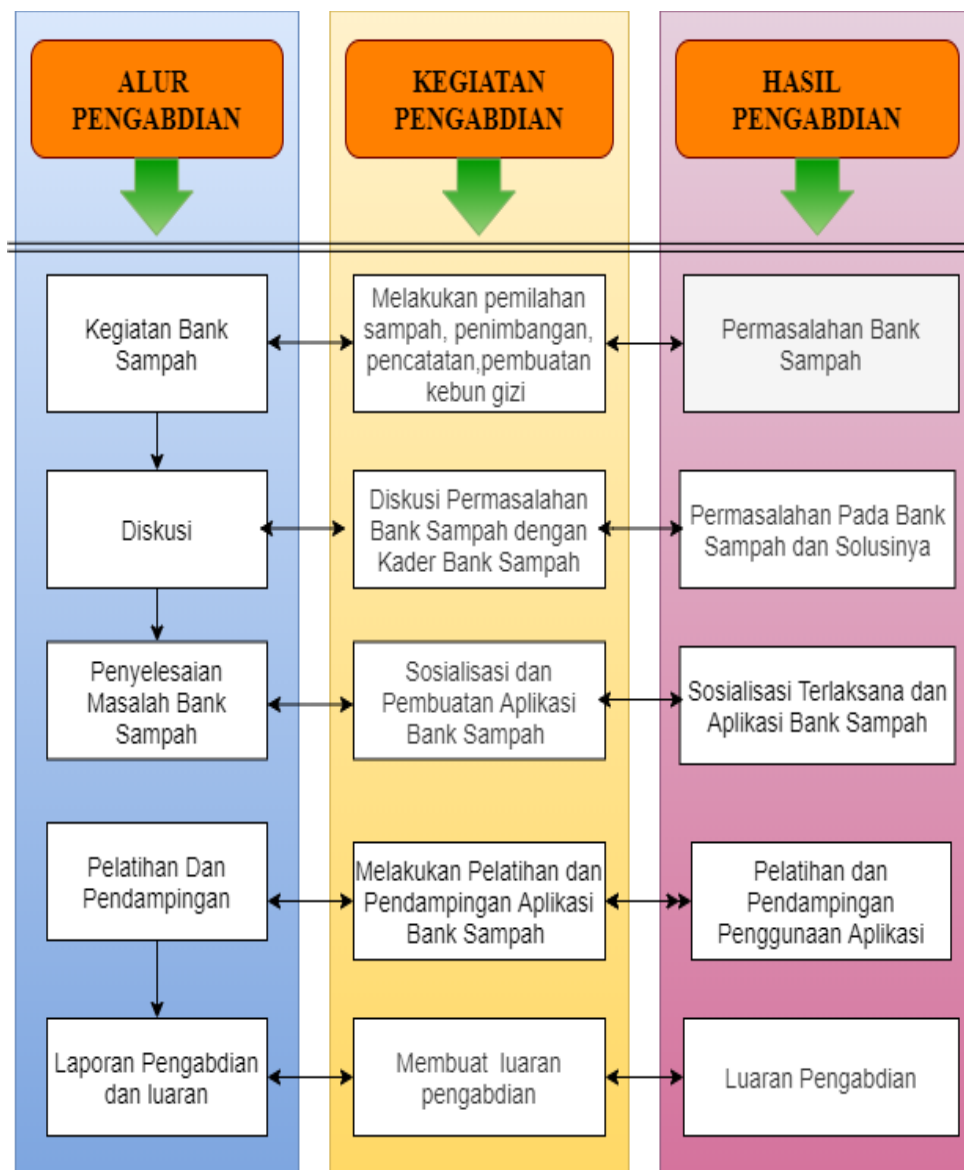 ALUR
PENGABDIAN
KEGIATAN
PENGABDIAN
HASIL
PENGABDIAN
Kegiatan Bank
Sampah
Melakukan pemilahan
sampah, penimbangan,
pencatatan,pembuatan
kebun gizi
Permasalahan Bank
Sampah
Diskusi
Diskusi Permasalahan
Bank Sampah dengan
Kader Bank Sampah
Permasalahan Pada Bank
Sampah dan Solusinya
Penyelesaian
Masalah Bank
Sampah
Sosialisasi dan
Pembuatan Aplikasi
Bank Sampah
Sosialisasi Terlaksana dan
Aplikasi Bank Sampah
Pelatihan Dan
Pendampingan
Melakukan Pelatihan dan
Pendampingan Aplikasi
Bank Sampah
Pelatihan dan
Pendampingan
Penggunaan Aplikasi
Laporan Pengabdian
dan luaran
Membuat luaran
pengabdian
Luaran Pengabdian